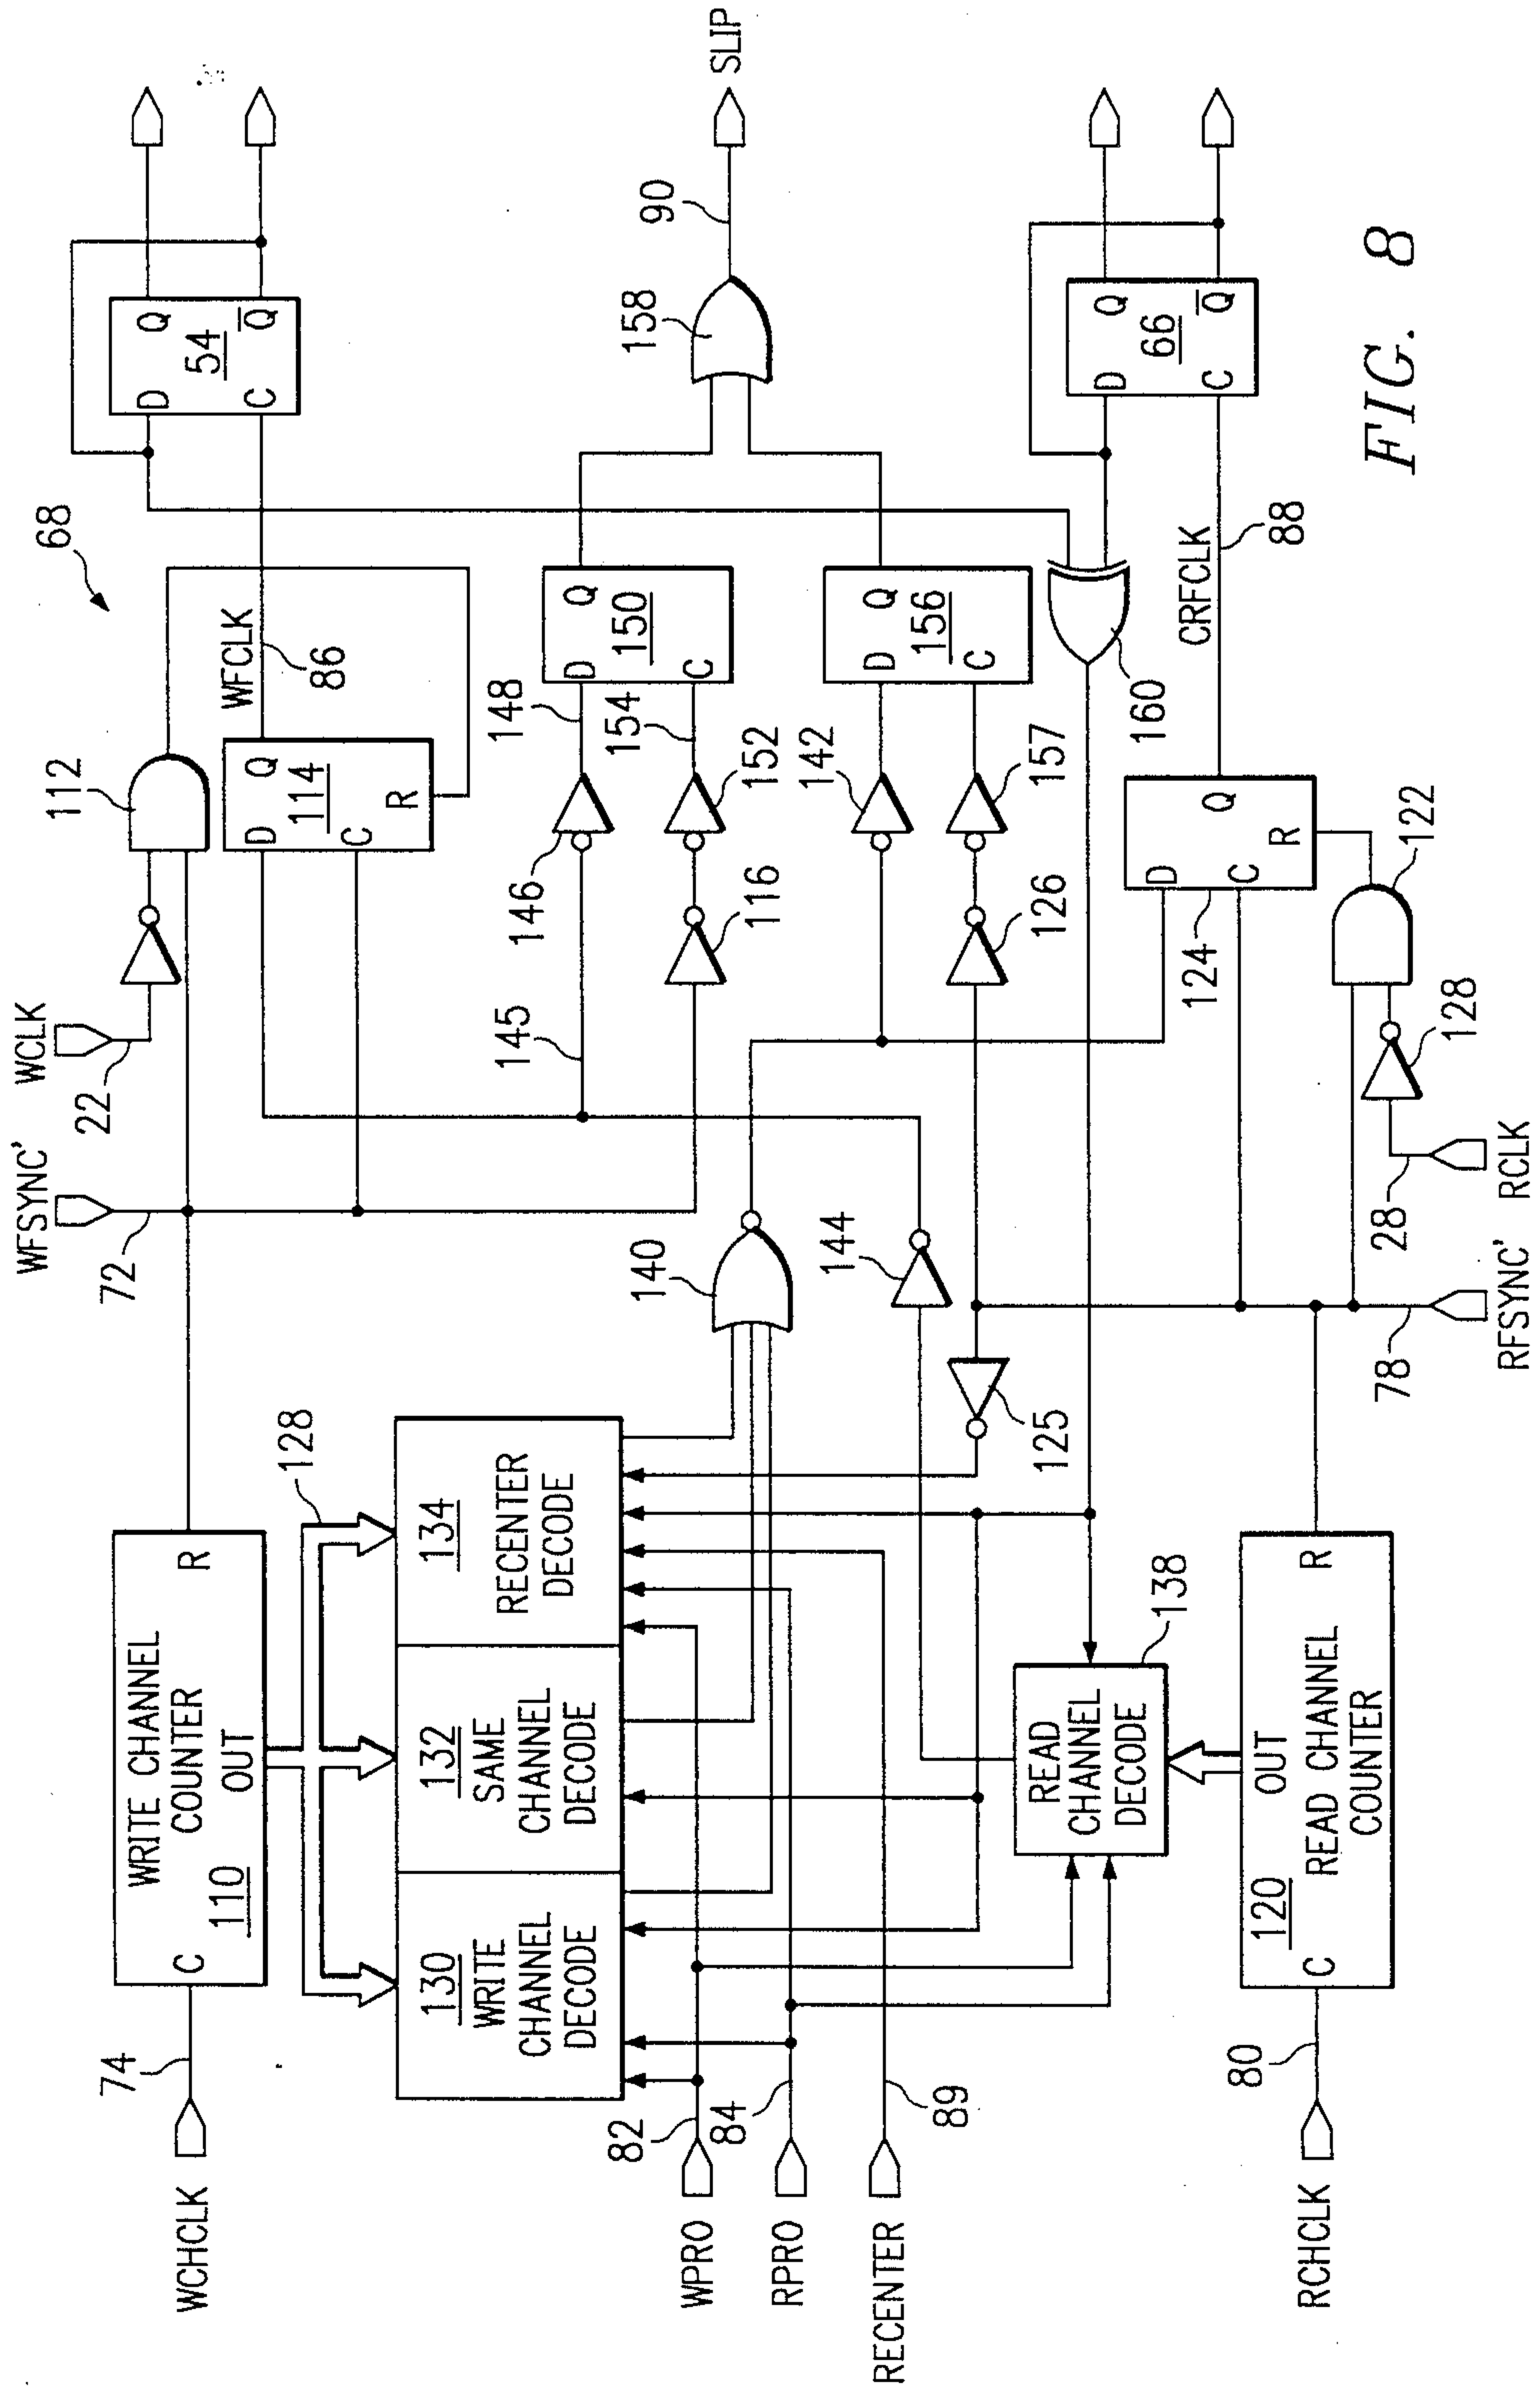 WCHCLK
74
WRITE CHANNEL
COUNTER
110
OUT
C
R
128
130
WRITE
CHANNEL
DECODE
132
SAME
CHANNEL
DECODE
134
RECENTER
DECODE
WPRO
82
RPRO
84
RECENTER
89
RCHCLK
80
120
C
OUT
READ CHANNEL
COUNTER
R
READ
CHANNEL
DECODE
138
WFSYNC'
72
WCLK
22
112
68
D
Q
114
C
R
WFCLK
86
D
Q
54
C
Q
140
144
145
146
148
116
152
154
D
Q
150
C
142
125
126
157
D
Q
156
C
158
90
SLIP
160
RFSYNC'
78
RCLK
28
128
122
124
D
Q
C
R
CRFCLK
88
D
Q
66
C
Q
FIG. 8